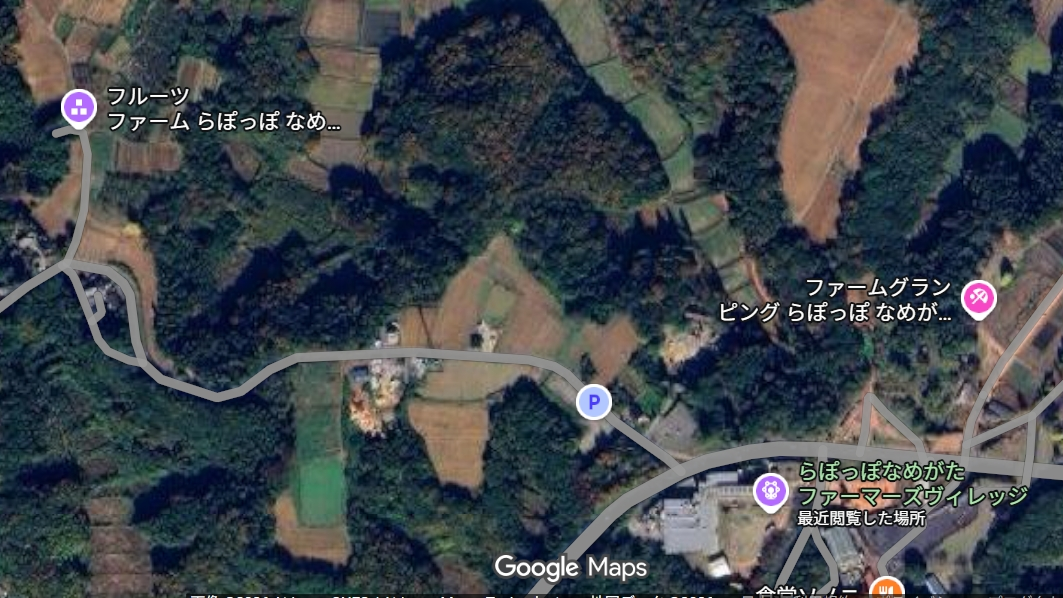 フルーツ
ファーム らぽっぽ なめ...
ファームグラン
ピング らぽっぽ なめが...
P
らぽっぽなめがた
ファーマーズヴィレッジ
最近閲覧した場所
Google Maps